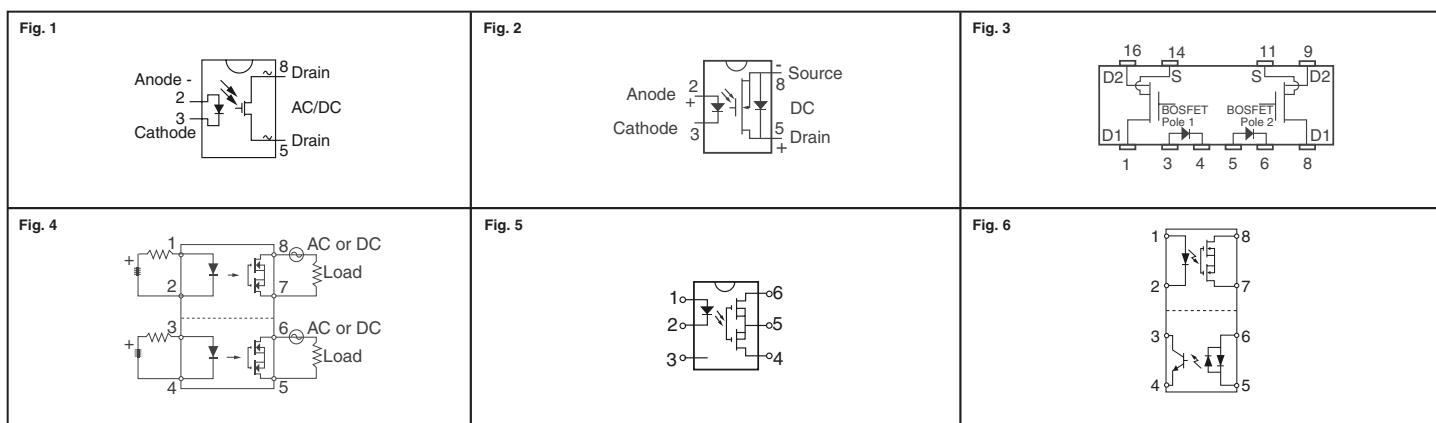 Fig. 1
8
Drain
Anode -
2
AC/DC
3
Cathode
Drain
5
Fig. 2
-
Source
8
2
Anode
+
DC
Cathode
3
5
Drain
+
Fig. 3
16 14 11 9
D2 S S D2
BOSFET BOSFET
Pole 1 Pole 2
D1 D1
1 3 4 5 6 8
Fig. 4
1 8 AC or DC
+
Load
2 7
3 6 AC or DC
+
Load
4 5
Fig. 5
1 6
2 5
3 4
Fig. 6
1 8
2 7
3 6
4 5